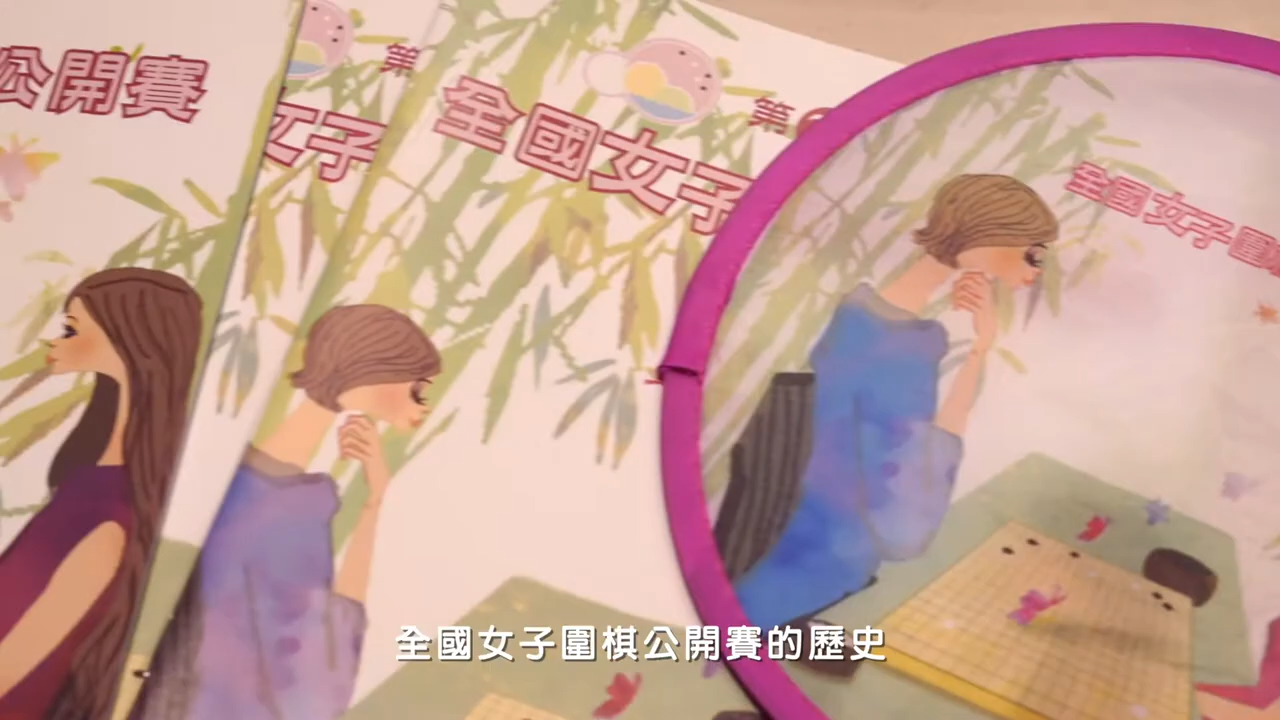 公開賽
第
女子
第
全國女子
全國女子圍
全國女子圍棋公開賽的歷史